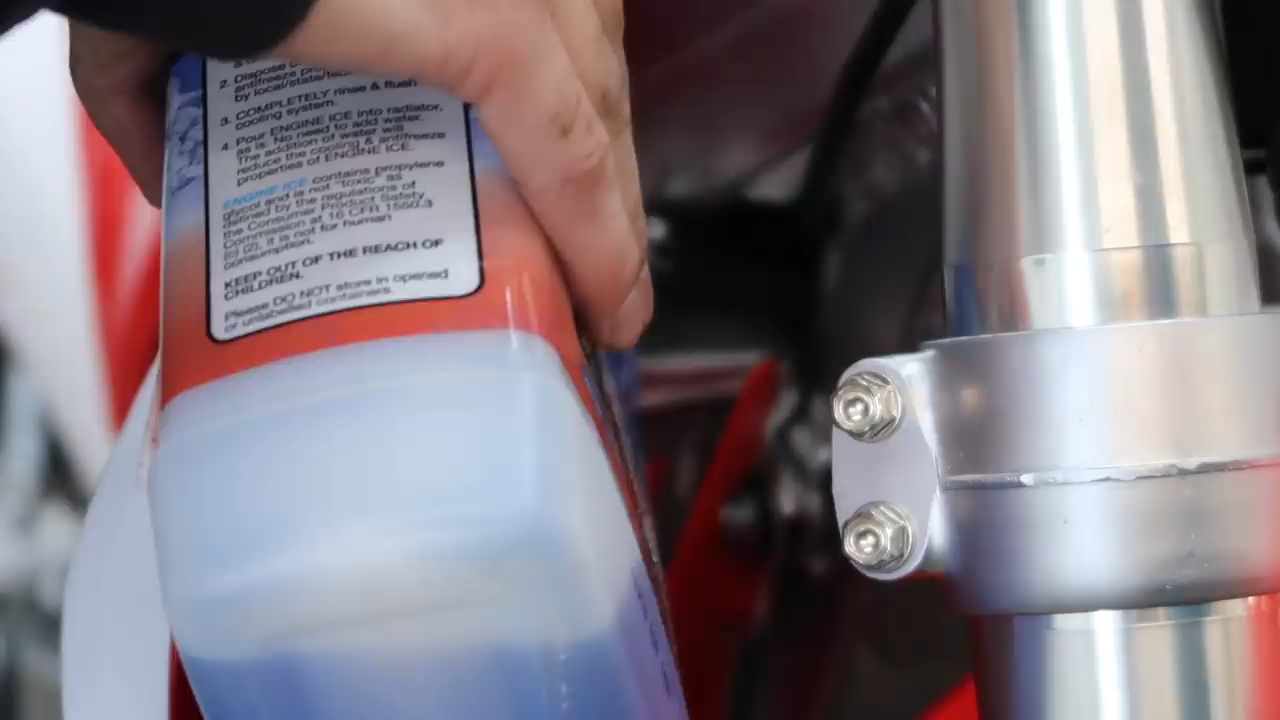 2. Dispose
antifreeze
by local/state/
3. COMPLETELY rinse & flush
cooling system.
4. Pour ENGINE ICE into radiator,
as is. No need to add water.
The addition of water will
reduce the cooling & antifreeze
properties of ENGINE ICE.
ENGINE ICE contains propylene
glycol and is not "toxic" as
defined by the regulations of
the Consumer Product Safety
Commission at 16 CFR 1500.3
(c) (2), it is not for human
consumption.
KEEP OUT OF THE REACH OF
CHILDREN.
Please DO NOT store in opened
or unlabelled containers.